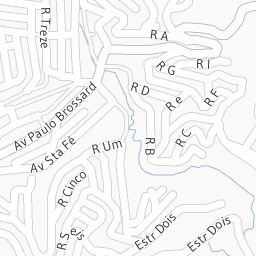 R Treze
R A
R G
R I
R D
R e
R F
Av Paulo Brossard
Av Sta Fé
R Um
R B
R C
R Cinco
R Seis
Estr Dois
Estr Dois